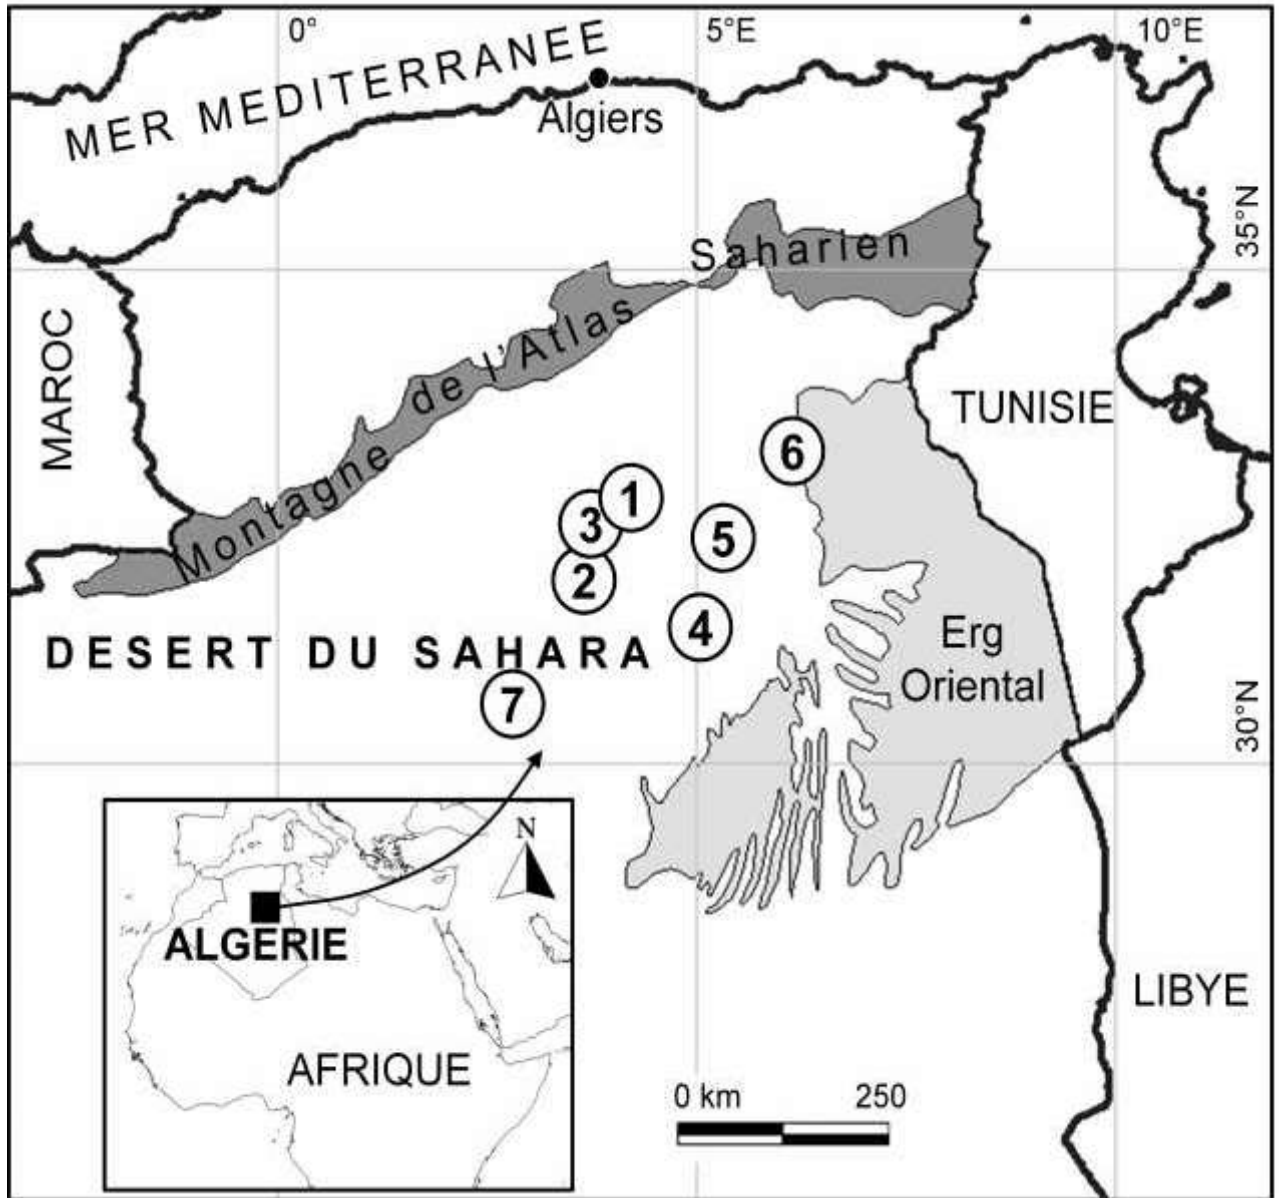 0°
5°E
10°E
MER MEDITERRANEE
Algiers
35°N
Montagne de l'Atlas Saharien
MAROC
TUNISIE
6
1
3
5
2
4
DESERT DU SAHARA
Erg
Oriental
7
30°N
N
ALGERIE
AFRIQUE
LIBYE
0 km 250